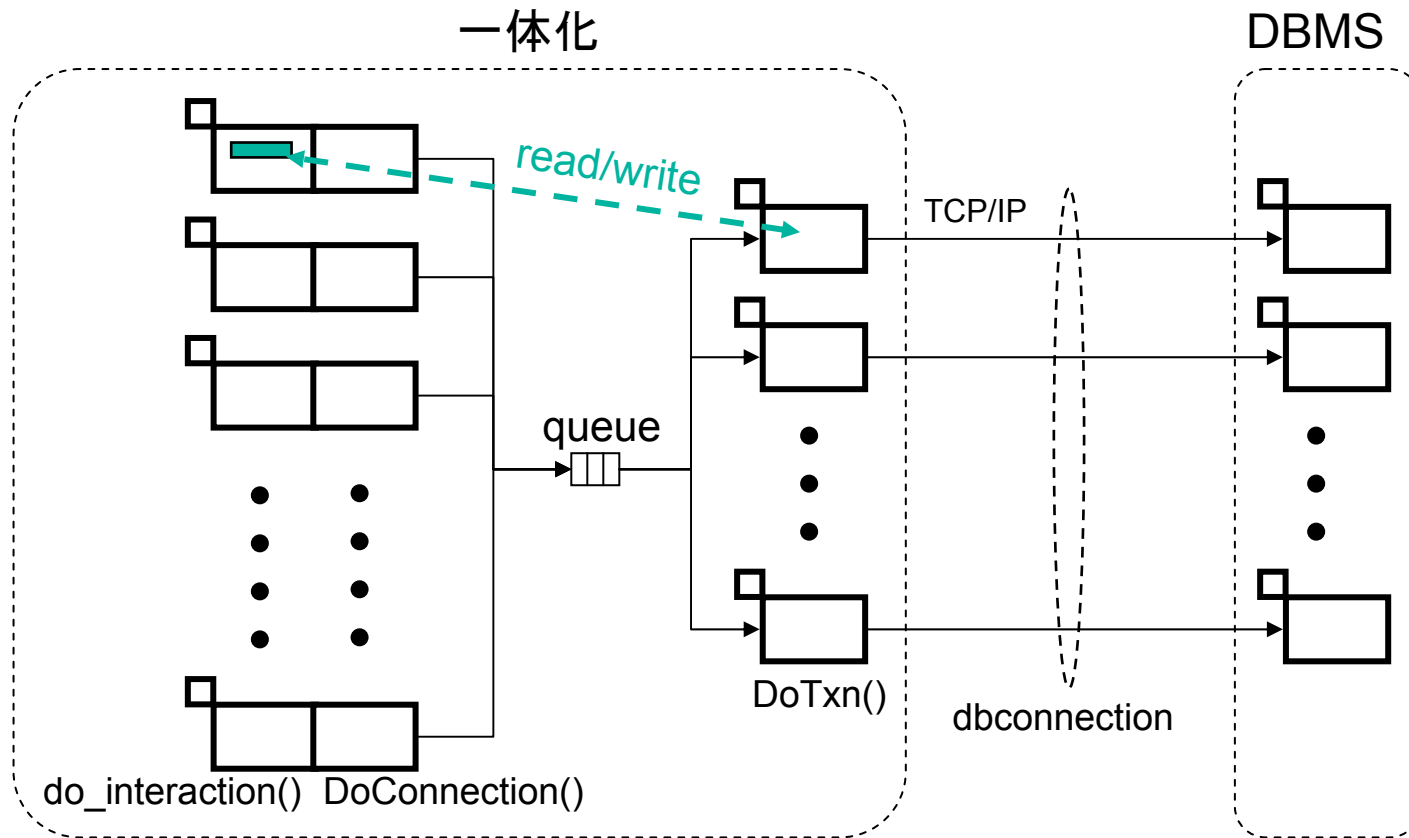 一体化
DBMS
read/write
TCP/IP
queue
DoTxn()
dbconnection
do_interaction()
DoConnection()